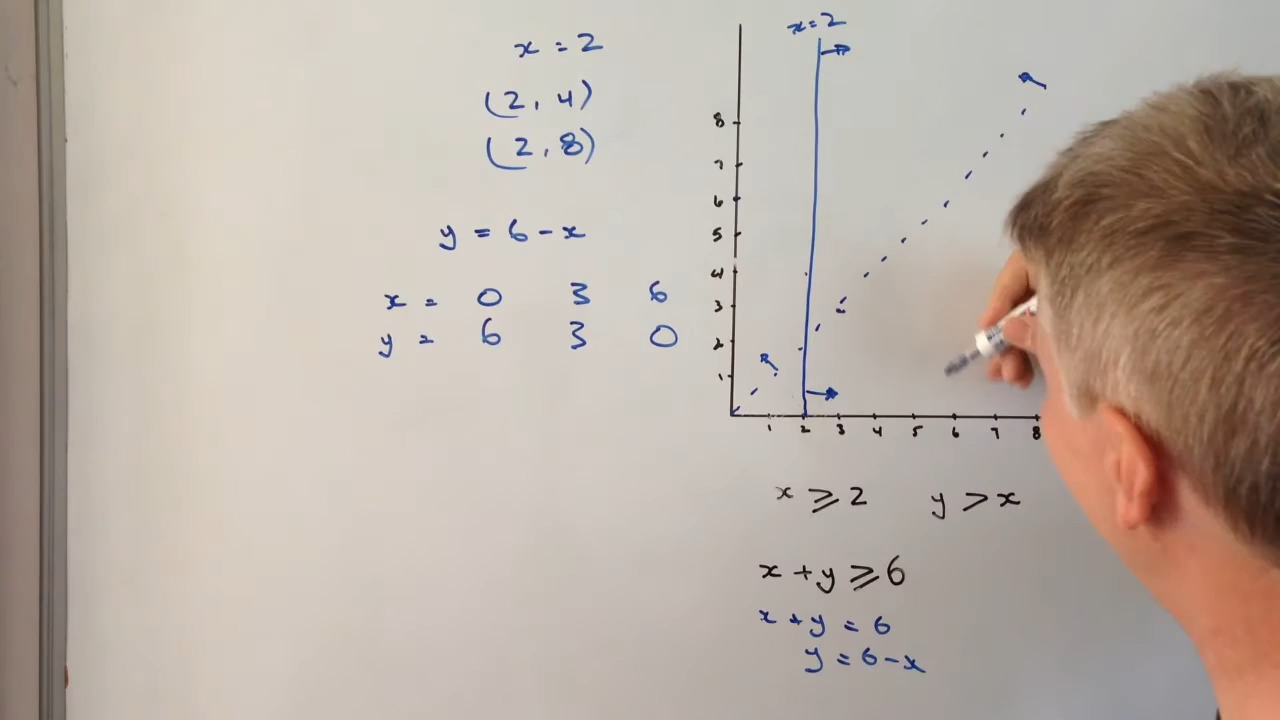 x = 2
(2, 4)
(2, 8)
y = 6 - x
x = 0 3 6
y = 6 3 0
x = 2
8
7
6
5
4
3
2
1
1 2 3 4 5 6 7 8
x ⩾ 2 y > x
x + y ⩾ 6
x + y = 6
y = 6 - x